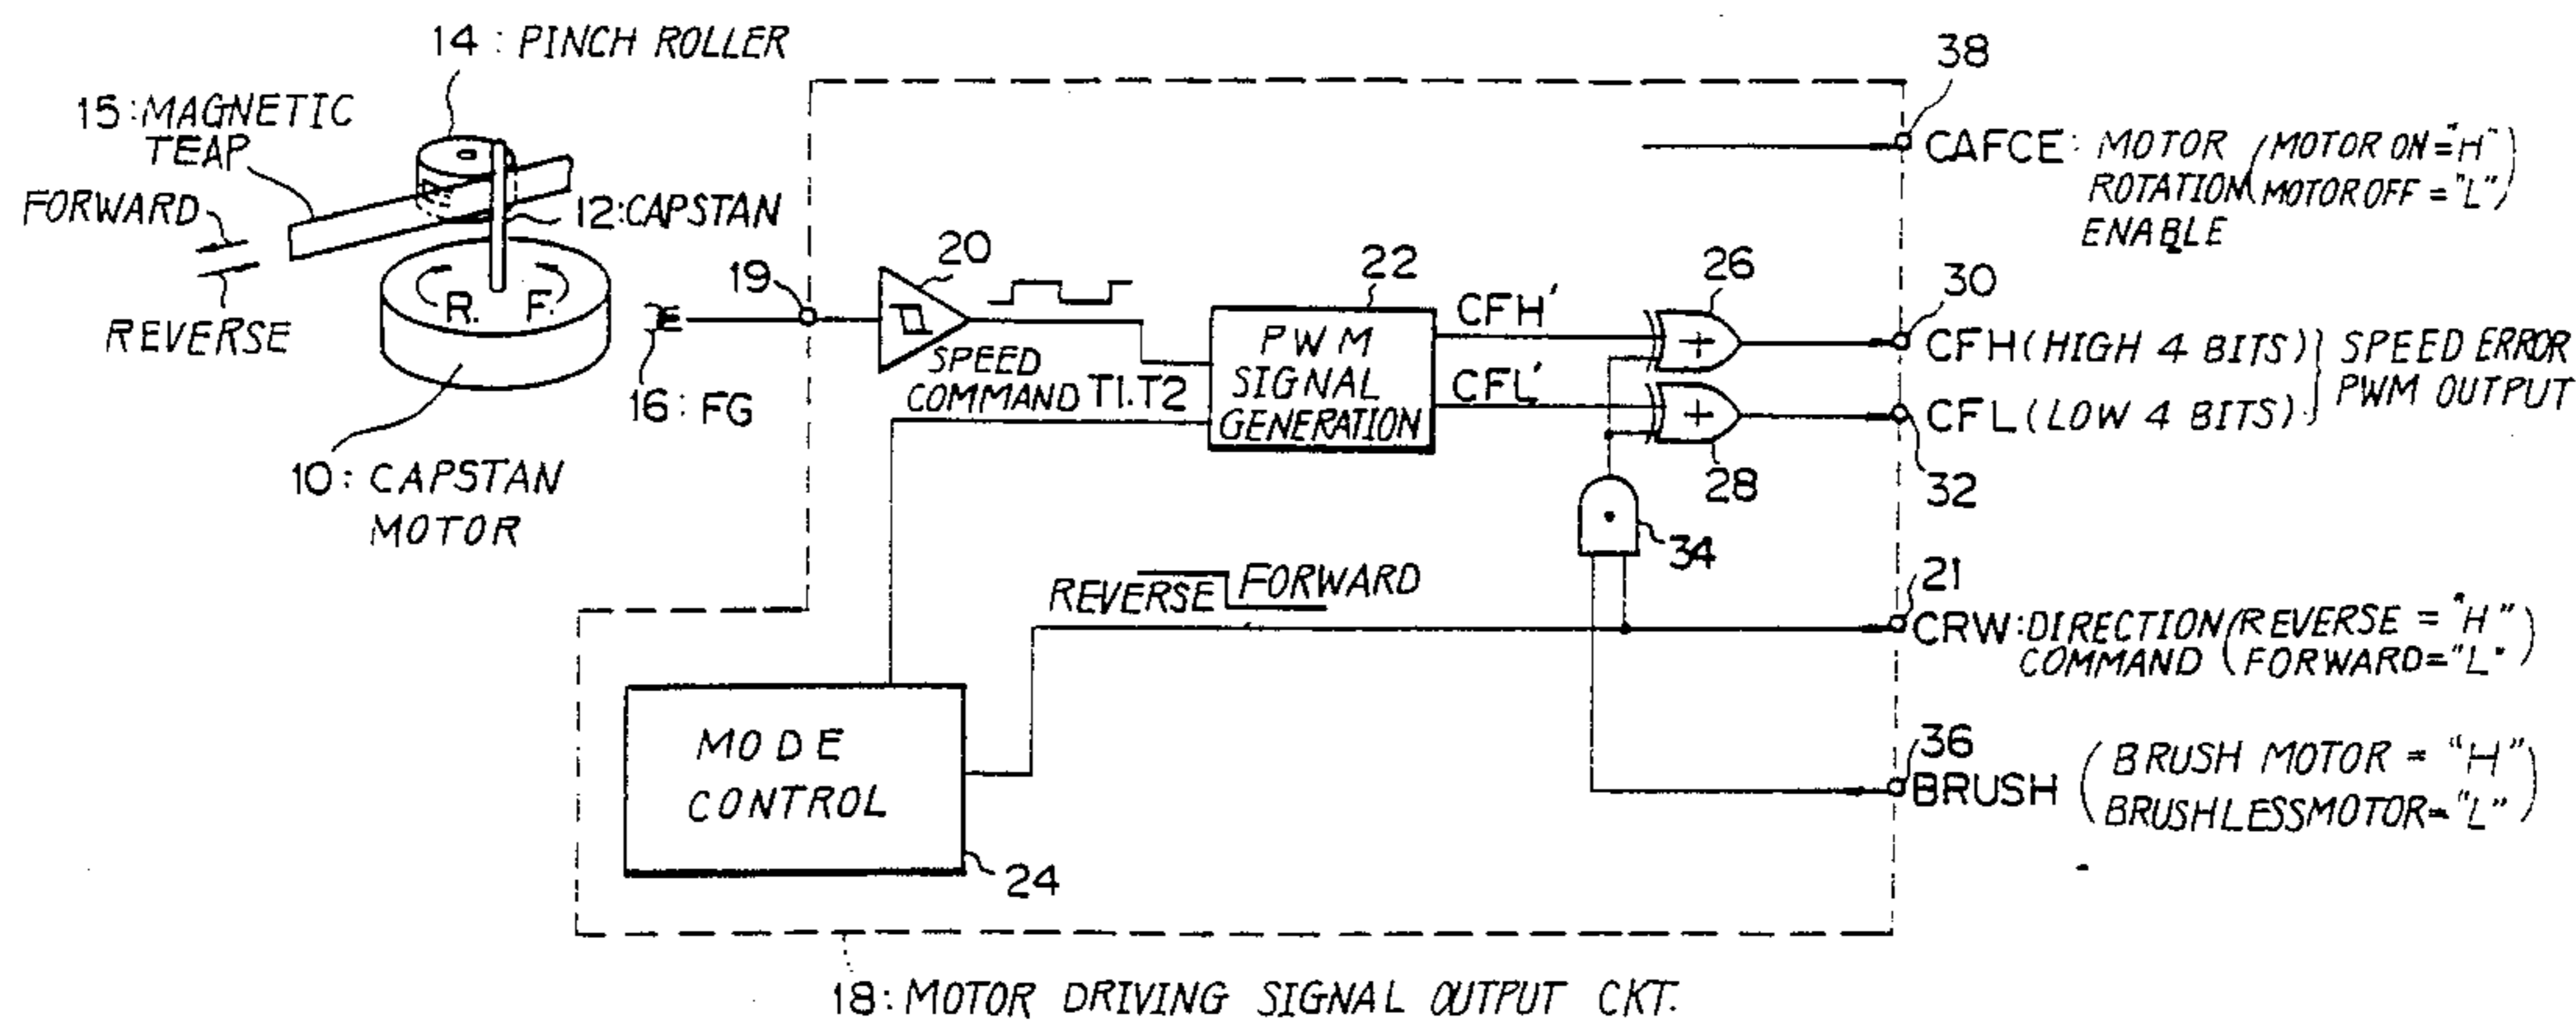 14 : PINCH ROLLER
15:MAGNETIC
TEAP
FORWARD
REVERSE
12:CAPSTAN
R. F.
16 : FG
10: CAPSTAN
MOTOR
19
20
SPEED
COMMAND T1.T2
22
PWM
SIGNAL
GENERATION
CFH'
CFL'
26
+
28
+
34
REVERSE
FORWARD
MODE
CONTROL
24
38
CAFCE: MOTOR (MOTOR ON="H"
ROTATION MOTOR OFF = "L")
ENABLE
30
CFH (HIGH 4 BITS)} SPEED ERROR
CFL (LOW 4 BITS) PWM OUTPUT
32
21
CRW:DIRECTION (REVERSE = "H"
COMMAND FORWARD="L")
36
BRUSH (BRUSH MOTOR = "H"
BRUSHLESSMOTOR="L")
18: MOTOR DRIVING SIGNAL OUTPUT CKT.